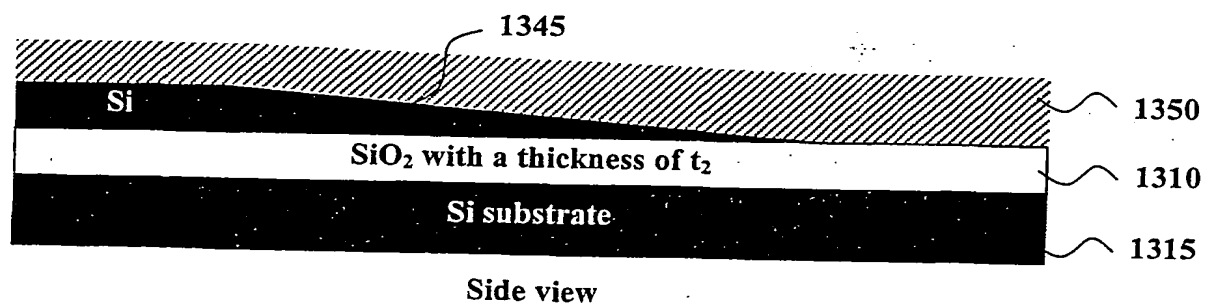 1345
Si
1350
SiO₂ with a thickness of t₂
1310
Si substrate
1315
Side view